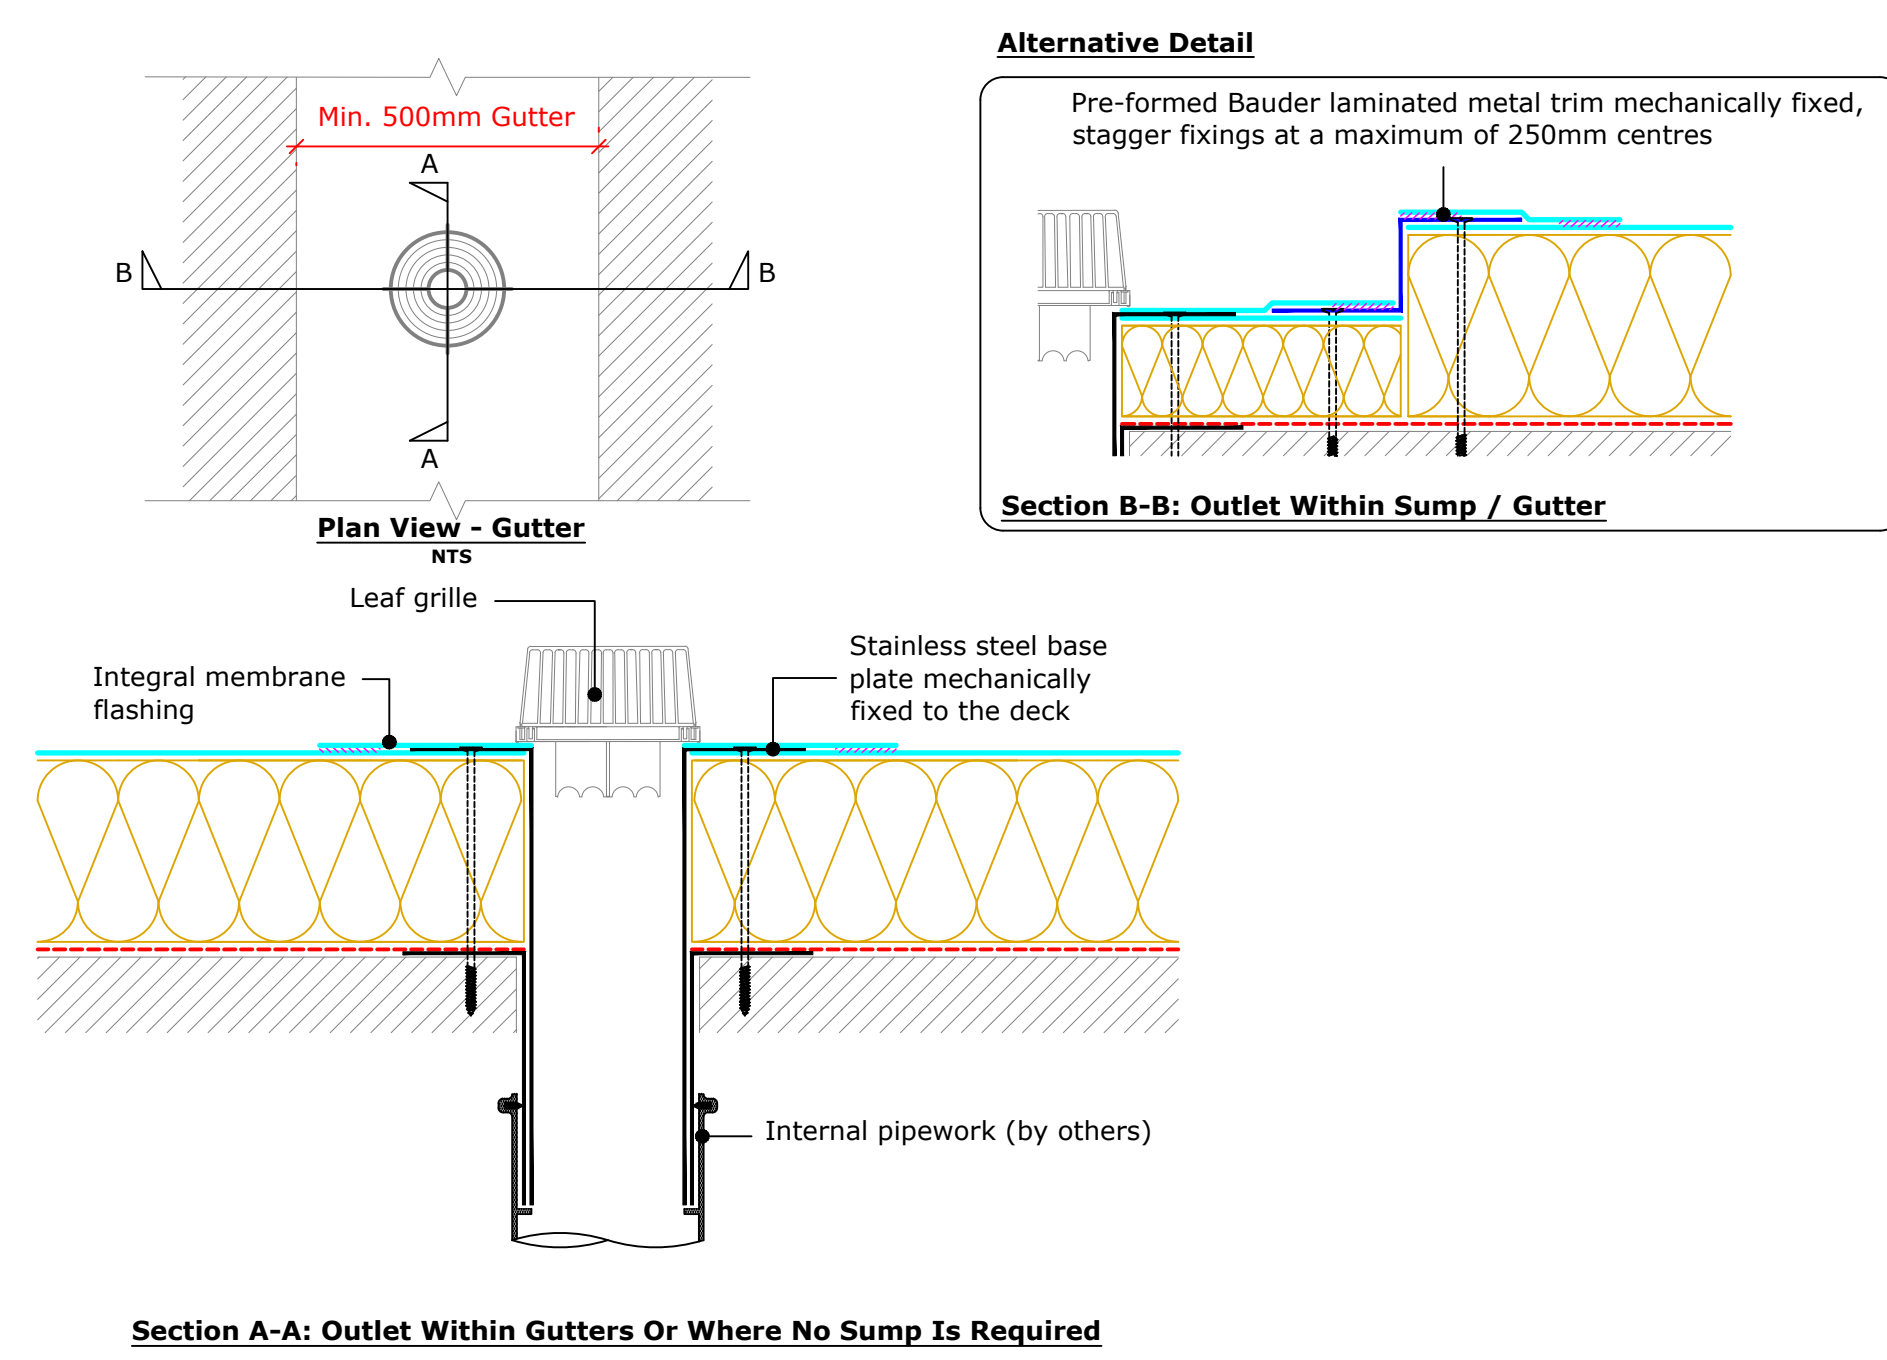 Alternative Detail
Pre-formed Bauder laminated metal trim mechanically fixed,
stagger fixings at a maximum of 250mm centres
Min. 500mm Gutter
A
B
B
A
Section B-B: Outlet Within Sump / Gutter
Plan View - Gutter
NTS
Leaf grille
Integral membrane
flashing
Stainless steel base
plate mechanically
fixed to the deck
Internal pipework (by others)
Section A-A: Outlet Within Gutters Or Where No Sump Is Required